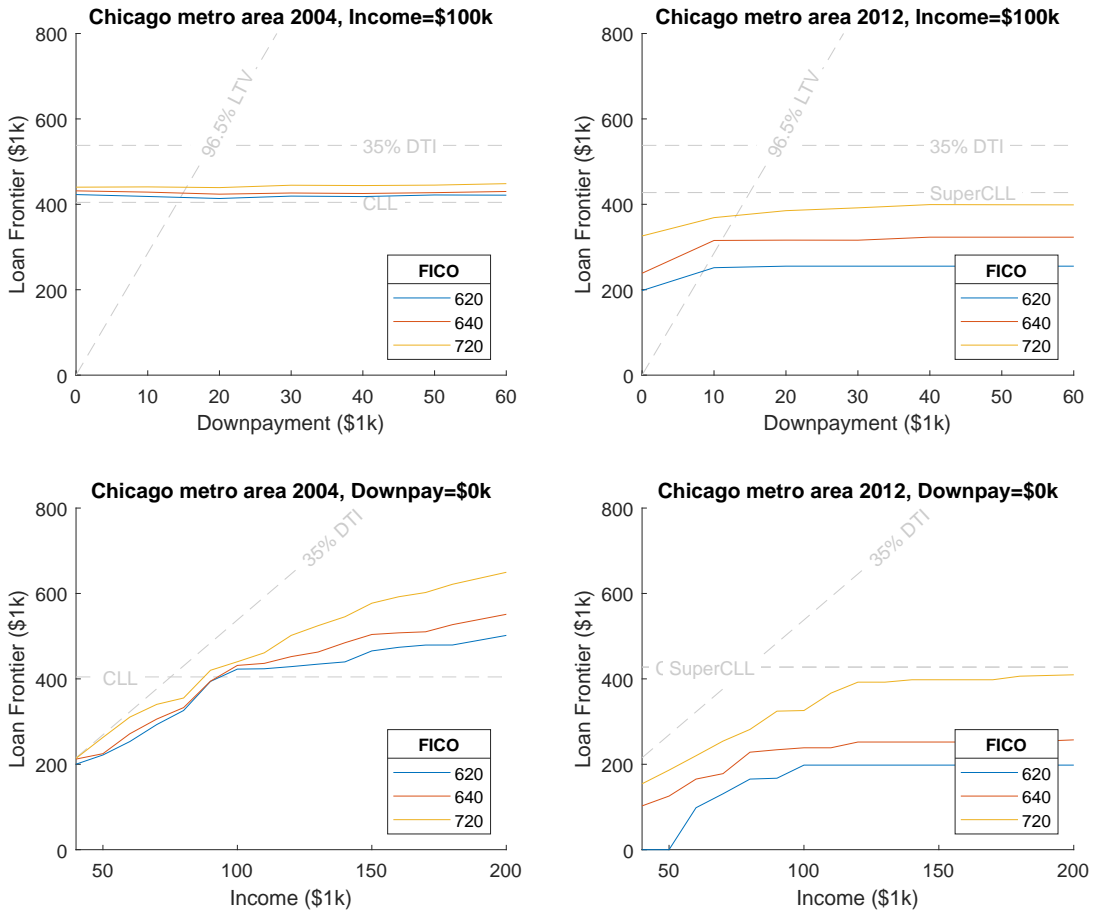 Chicago metro area 2004, Income=$100k
800
600
400
200
0
Loan Frontier ($1k)
96.5% LTV
35% DTI
CLL
FICO
620
640
720
0 10 20 30 40 50 60
Downpayment ($1k)
Chicago metro area 2012, Income=$100k
800
600
400
200
0
Loan Frontier ($1k)
96.5% LTV
35% DTI
SuperCLL
FICO
620
640
720
0 10 20 30 40 50 60
Downpayment ($1k)
Chicago metro area 2004, Downpay=$0k
800
600
400
200
0
Loan Frontier ($1k)
35% DTI
CLL
FICO
620
640
720
50 100 150 200
Income ($1k)
Chicago metro area 2012, Downpay=$0k
800
600
400
200
0
Loan Frontier ($1k)
35% DTI
SuperCLL
FICO
620
640
720
50 100 150 200
Income ($1k)